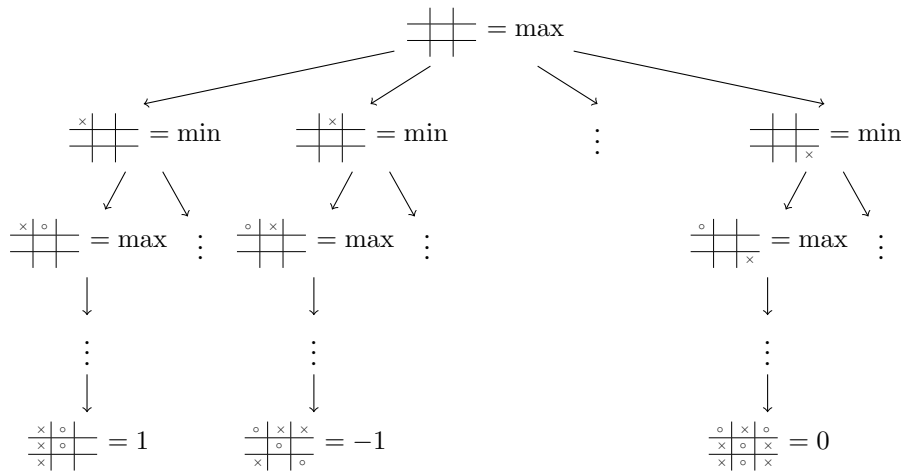 = max
× = min × = min ⋮ × = min
× ∘ = max ⋮ ∘ × = max ⋮ ∘ × = max ⋮
⋮ ⋮ ⋮
× ∘ × ∘ × = 1
∘ × × ∘ × ∘ = −1
∘ × ∘ × ∘ × × ∘ × = 0